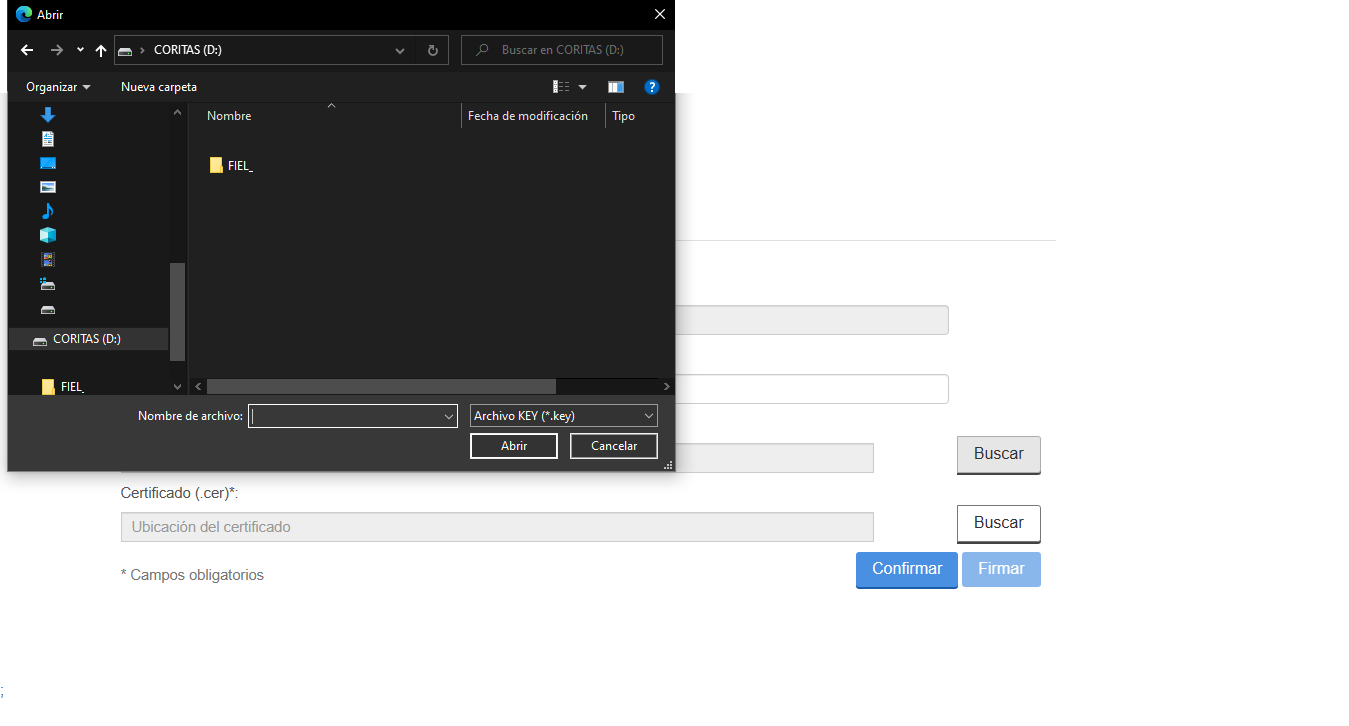 Abrir
CORITAS (D:)
Buscar en CORITAS (D:)
Organizar
Nueva carpeta
?
Nombre
Fecha de modificación
Tipo
FIEL_
CORITAS (D:)
FIEL_
Nombre de archivo:
Archivo KEY (*.key)
Abrir
Cancelar
Buscar
Certificado (.cer)*:
Ubicación del certificado
Buscar
* Campos obligatorios
Confirmar
Firmar
;